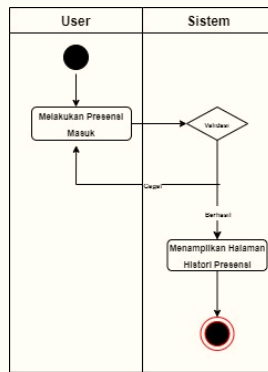 User
Sistem
Melakukan Presensi
Masuk
Validasi
Gagal
Berhasil
Menampilkan Halaman
Histori Presensi